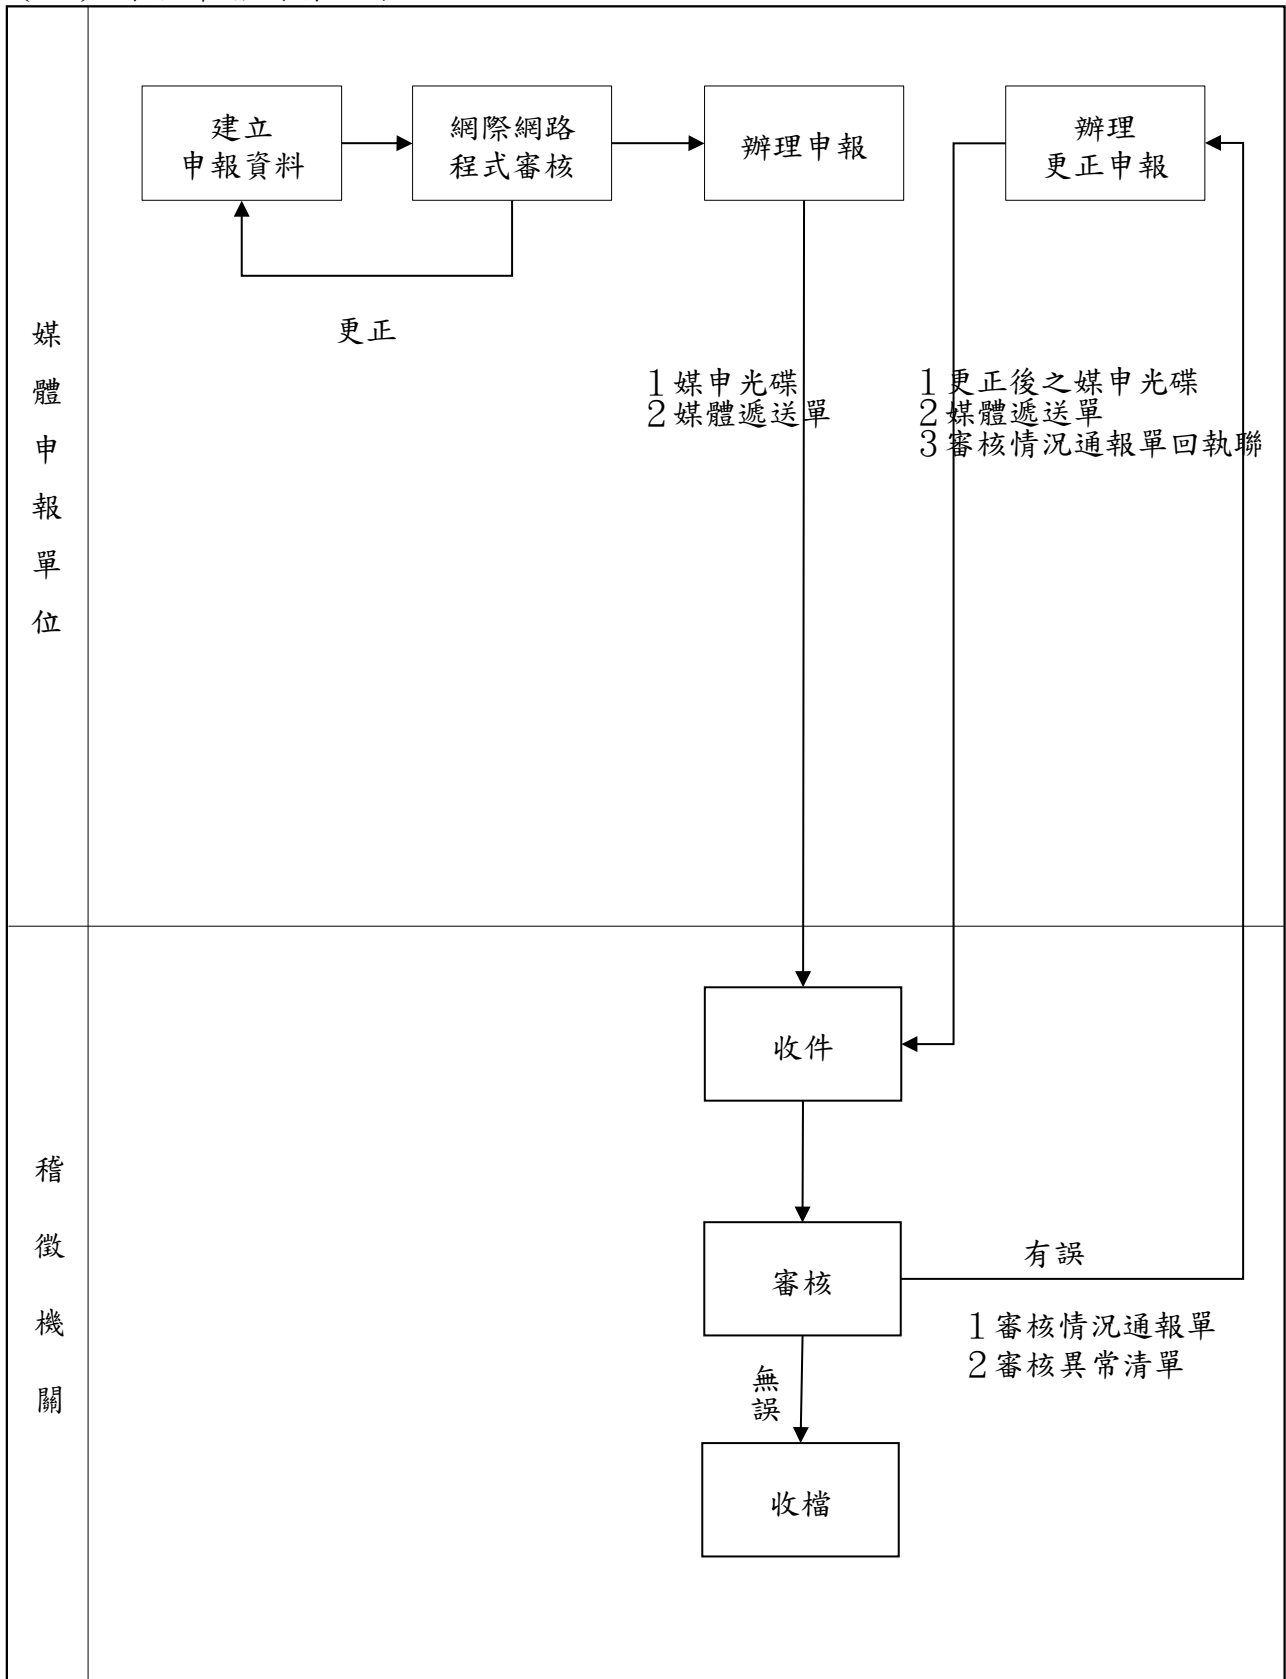 建立
申報資料
網際網路
程式審核
辦理申報
辦理
更正申報
更正
1媒申光碟
2媒體遞送單
1更正後之媒申光碟
2媒體遞送單
3審核情況通報單回執聯
媒
體
申
報
單
位
收件
審核
有誤
1審核情況通報單
2審核異常清單
無
誤
收檔
稽
徵
機
關